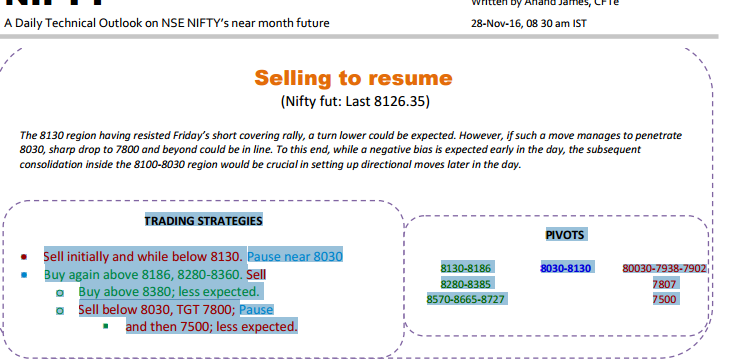 Written by Anand James, CFTe
A Daily Technical Outlook on NSE NIFTY's near month future
28-Nov-16, 08 30 am IST
Selling to resume
(Nifty fut: Last 8126.35)
The 8130 region having resisted Friday's short covering rally, a turn lower could be expected. However, if such a move manages to penetrate
8030, sharp drop to 7800 and beyond could be in line. To this end, while a negative bias is expected early in the day, the subsequent
consolidation inside the 8100-8030 region would be crucial in setting up directional moves later in the day.
TRADING STRATEGIES
Sell initially and while below 8130. Pause near 8030
Buy again above 8186, 8280-8360. Sell
Buy above 8380; less expected.
Sell below 8030, TGT 7800; Pause
and then 7500; less expected.
PIVOTS
8130-8186 8030-8130 80030-7938-7902
8280-8385 7807
8570-8665-8727 7500